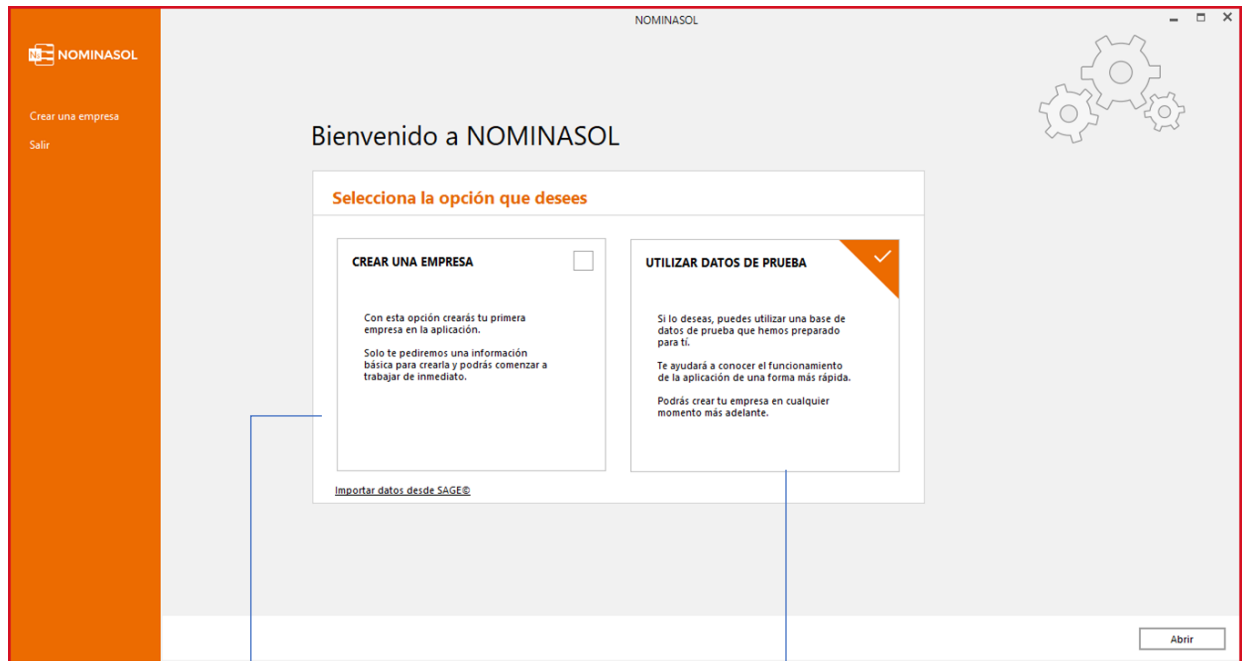 NOMINASOL
Ns NOMINASOL
Crear una empresa
Salir
Bienvenido a NOMINASOL
Selecciona la opción que desees
CREAR UNA EMPRESA
Con esta opción crearás tu primera
empresa en la aplicación.
Solo te pediremos una información
básica para crearla y podrás comenzar a
trabajar de inmediato.
UTILIZAR DATOS DE PRUEBA
Si lo deseas, puedes utilizar una base de
datos de prueba que hemos preparado
para tí.
Te ayudará a conocer el funcionamiento
de la aplicación de una forma más rápida.
Podrás crear tu empresa en cualquier
momento más adelante.
Importar datos desde SAGE©
Abrir